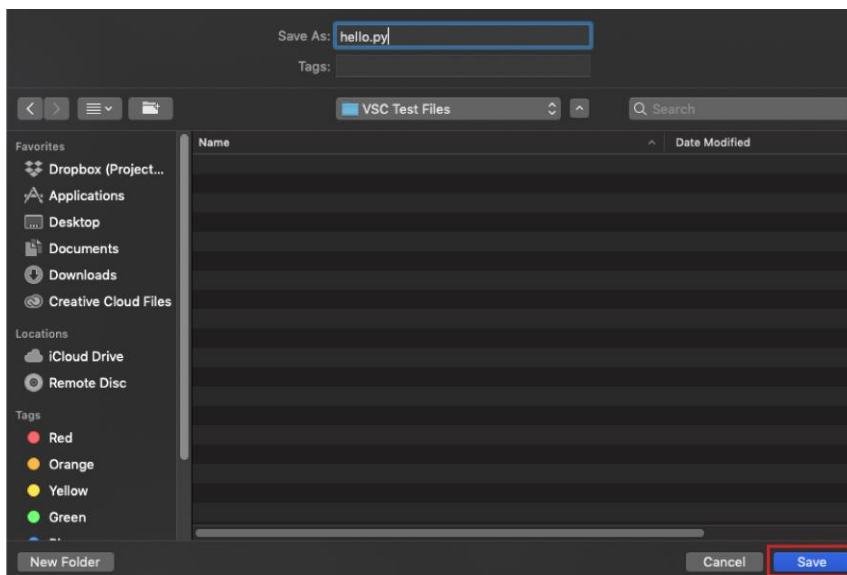 Save As: hello.py
Tags:
VSC Test Files
Search
Favorites
Dropbox (Project...
Applications
Desktop
Documents
Downloads
Creative Cloud Files
Locations
iCloud Drive
Remote Disc
Tags
Red
Orange
Yellow
Green
Name
Date Modified
New Folder
Cancel
Save